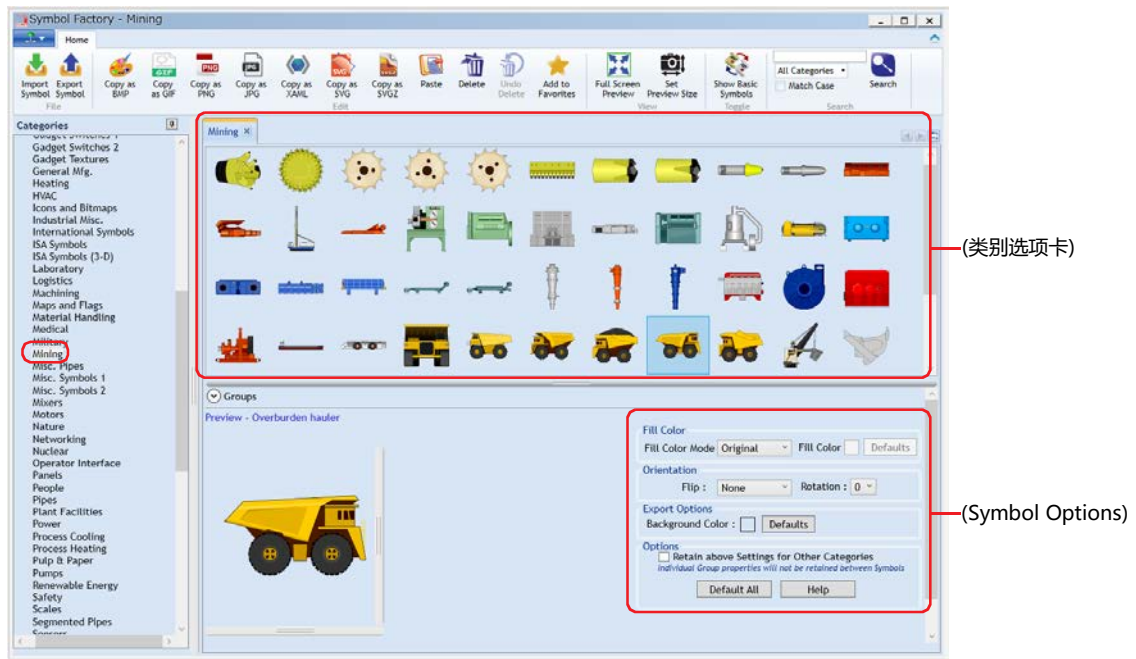 Symbol Factory - Mining
Home
Import Symbol
Export Symbol
Copy as BMP
Copy as GIF
Copy as PNG
Copy as JPG
Copy as XAML
Copy as SVG
Copy as SVGZ
Paste
Delete
Undo Delete
Add to Favorites
Full Screen Preview
Set Preview Size
Show Basic Symbols
All Categories
Match Case
Search
File
Edit
View
Toggle
Search
Categories
Mining
Gadget Switches 1
Gadget Switches 2
Gadget Textures
General Mfg.
Heating
HVAC
Icons and Bitmaps
Industrial Misc.
International Symbols
ISA Symbols
ISA Symbols (3-D)
Laboratory
Logistics
Machining
Maps and Flags
Material Handling
Medical
Military
Mining
Misc. Pipes
Misc. Symbols 1
Misc. Symbols 2
Mixers
Motors
Nature
Networking
Nuclear
Operator Interface
Panels
People
Pipes
Plant Facilities
Power
Process Cooling
Process Heating
Pulp & Paper
Pumps
Renewable Energy
Safety
Scales
Segmented Pipes
Sensors
(类别选项卡)
Groups
Preview - Overburden hauler
Fill Color
Fill Color Mode Original Fill Color Defaults
Orientation
Flip : None Rotation : 0
Export Options
Background Color : Defaults
Options
Retain above Settings for Other Categories
Individual Group properties will not be retained between Symbols
Default All Help
(Symbol Options)